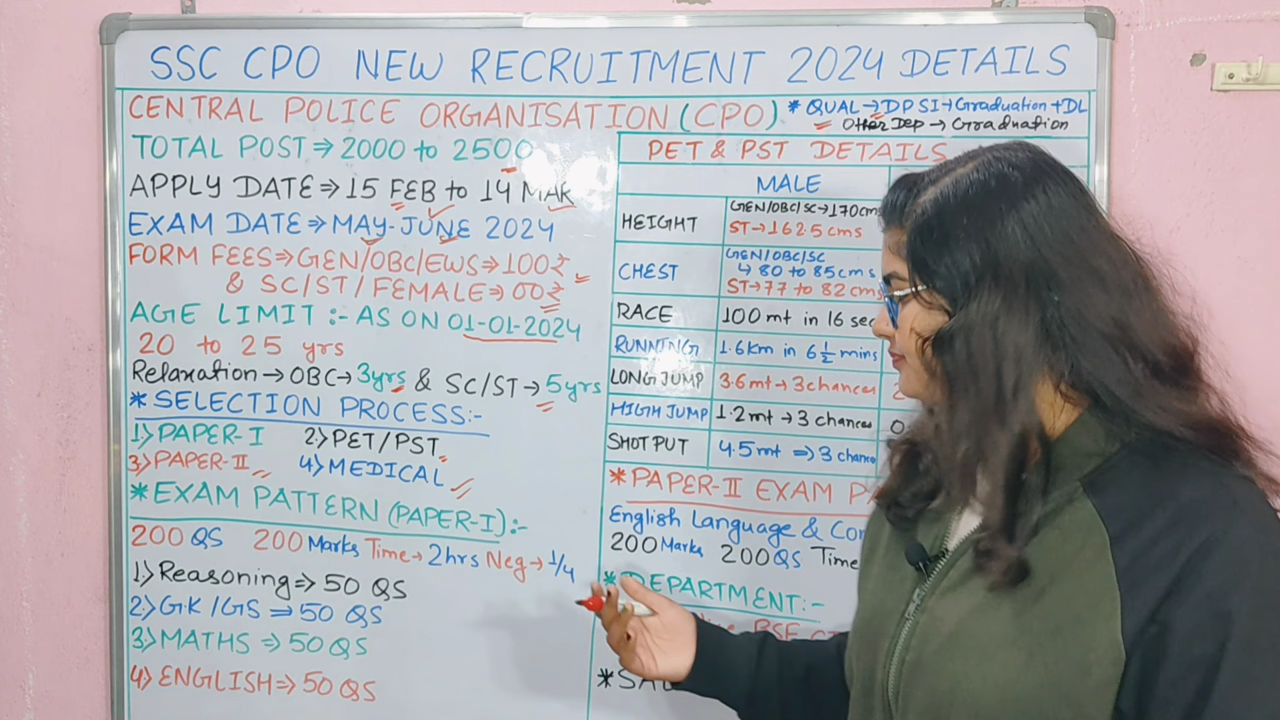 SSC CPO NEW RECRUITMENT 2024 DETAILS
CENTRAL POLICE ORGANISATION (CPO)
* QUAL → DP SI → Graduation + DL
Other Dep → Graduation
TOTAL POST ⇒ 2000 to 2500
APPLY DATE ⇒ 15 FEB to 14 MAR
EXAM DATE ⇒ MAY-JUNE 2024
FORM FEES ⇒ GEN/OBC/EWS ⇒ 100₹
& SC/ST/FEMALE ⇒ 00₹
AGE LIMIT :- AS ON 01-01-2024
20 to 25 yrs
Relaxation → OBC → 3yrs & SC/ST → 5yrs
* SELECTION PROCESS:-
1) PAPER-I 2) PET/PST
3) PAPER-II 4) MEDICAL
* EXAM PATTERN (PAPER-I):-
200 QS 200 Marks Time → 2hrs Neg → 1/4
1) Reasoning ⇒ 50 QS
2) G.K/GS ⇒ 50 QS
3) MATHS ⇒ 50 QS
4) ENGLISH ⇒ 50 QS
PET & PST DETAILS
MALE
HEIGHT GEN/OBC/SC → 170cms
ST → 162.5 cms
CHEST GEN/OBC/SC
↳ 80 to 85cms
ST → 77 to 82 cms
RACE 100 mt in 16 sec
RUNNING 1.6Km in 6 1/2 mins
LONG JUMP 3.6mt → 3 chances
HIGH JUMP 1.2mt → 3 chances
SHOT PUT 4.5mt ⇒ 3 chance
* PAPER-II EXAM PA
English Language & Com
200 Marks 200 QS Time
* DEPARTMENT:-
BSF